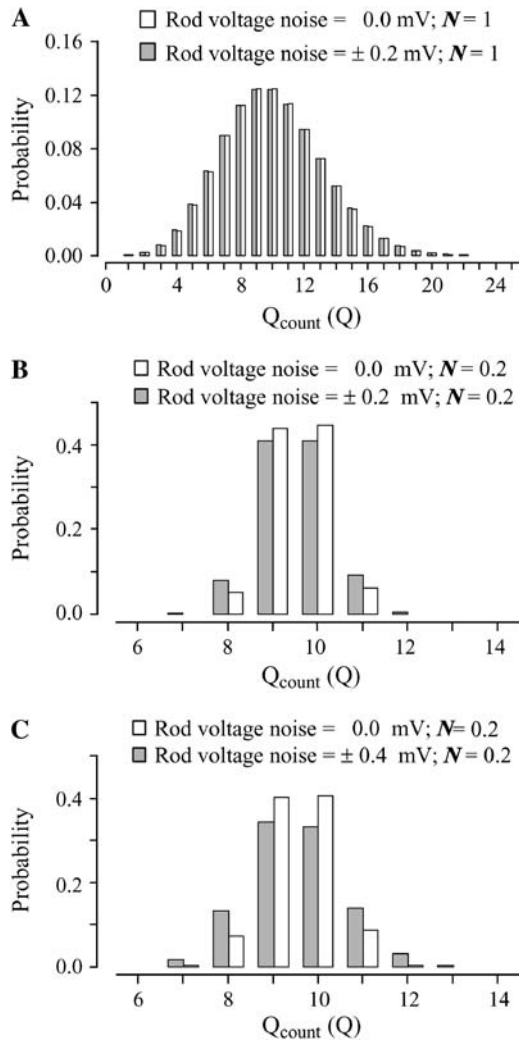 A
Rod voltage noise = 0.0 mV; N = 1
Rod voltage noise = ± 0.2 mV; N = 1
0.16
0.12
0.08
0.04
0.00
Probability
0 4 8 12 16 20 24
Qcount (Q)
B
Rod voltage noise = 0.0 mV; N = 0.2
Rod voltage noise = ± 0.2 mV; N = 0.2
0.4
0.2
0.0
Probability
6 8 10 12 14
Qcount (Q)
C
Rod voltage noise = 0.0 mV; N= 0.2
Rod voltage noise = ± 0.4 mV; N = 0.2
0.4
0.2
0.0
Probability
6 8 10 12 14
Qcount (Q)